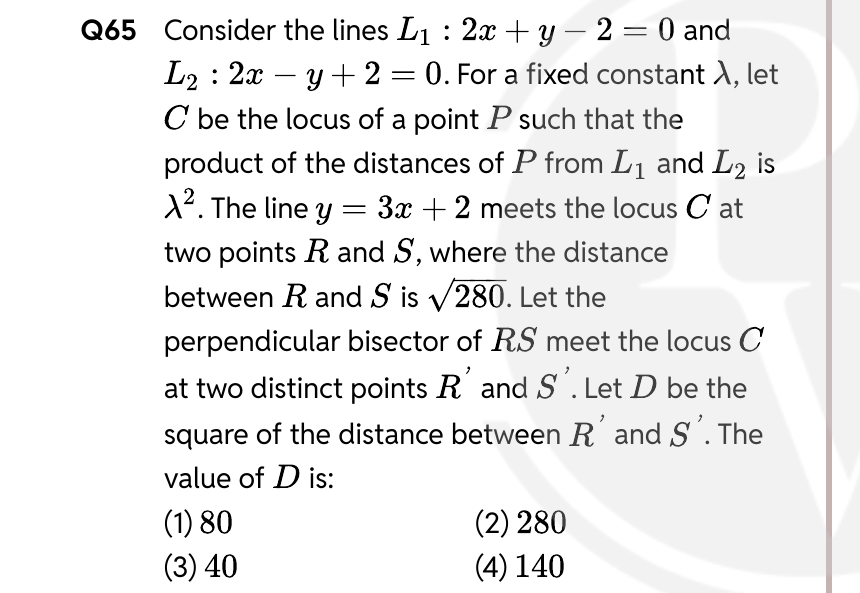 Q65 Consider the lines L₁ : 2x + y − 2 = 0 and
L₂ : 2x − y + 2 = 0. For a fixed constant λ, let
C be the locus of a point P such that the
product of the distances of P from L₁ and L₂ is
λ². The line y = 3x + 2 meets the locus C at
two points R and S, where the distance
between R and S is √280. Let the
perpendicular bisector of RS meet the locus C
at two distinct points R′ and S′. Let D be the
square of the distance between R′ and S′. The
value of D is:
(1) 80 (2) 280
(3) 40 (4) 140